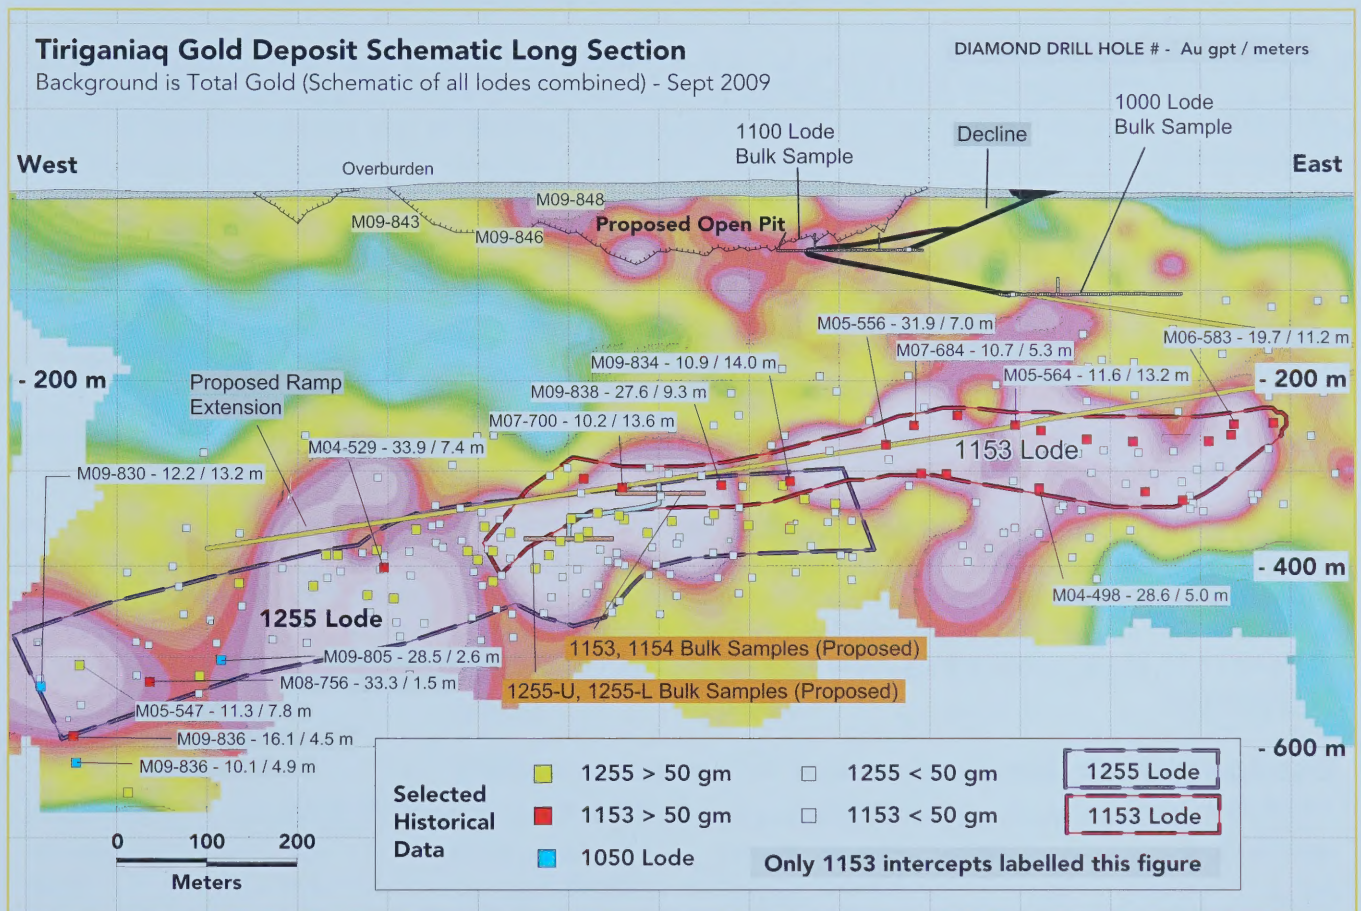 Tiriganiaq Gold Deposit Schematic Long Section
Background is Total Gold (Schematic of all lodes combined) - Sept 2009
DIAMOND DRILL HOLE # - Au gpt / meters
1000 Lode
Bulk Sample
1100 Lode
Bulk Sample
Decline
West
East
Overburden
M09-848
M09-843
M09-846
Proposed Open Pit
M05-556 - 31.9 / 7.0 m
M06-583 - 19.7 / 11.2 m
M07-684 - 10.7 / 5.3 m
M09-834 - 10.9 / 14.0 m
M05-564 - 11.6 / 13.2 m
- 200 m
- 200 m
Proposed Ramp
Extension
M09-838 - 27.6 / 9.3 m
M07-700 - 10.2 / 13.6 m
M04-529 - 33.9 / 7.4 m
1153 Lode
M09-830 - 12.2 / 13.2 m
- 400 m
M04-498 - 28.6 / 5.0 m
1255 Lode
1153, 1154 Bulk Samples (Proposed)
M09-805 - 28.5 / 2.6 m
M08-756 - 33.3 / 1.5 m
1255-U, 1255-L Bulk Samples (Proposed)
M05-547 - 11.3 / 7.8 m
M09-836 - 16.1 / 4.5 m
- 600 m
M09-836 - 10.1 / 4.9 m
Selected
Historical
Data
1255 > 50 gm
1255 < 50 gm
1255 Lode
1153 > 50 gm
1153 < 50 gm
1153 Lode
1050 Lode
Only 1153 intercepts labelled this figure
0 100 200
Meters